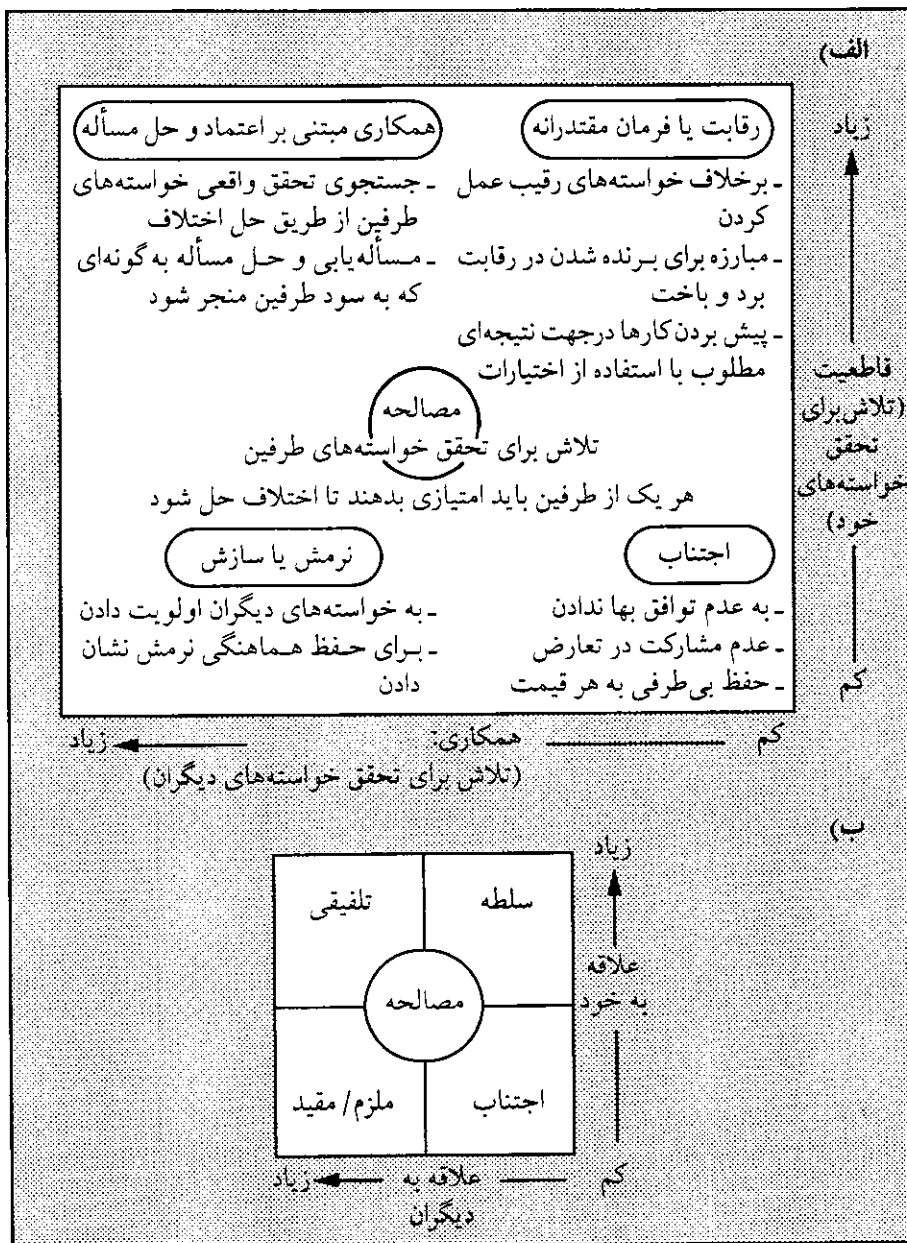 الف)
زیاد
رقابت یا فرمان مقتدرانه
ـ برخلاف خواسته‌های رقیب عمل
کردن
ـ مبارزه برای برنده شدن در رقابت
برد و باخت
ـ پیش بردن کارها درجهت نتیجه‌ای
مطلوب با استفاده از اختیارات
همکاری مبتنی بر اعتماد و حل مسأله
ـ جستجوی تحقق واقعی خواسته‌های
طرفین از طریق حل اختلاف
ـ مسأله‌یابی و حل مسأله به گونه‌ای
که به سود طرفین منجر شود
قاطعیت
(تلاش برای
تحقق
خواسته‌های
خود)
مصالحه
تلاش برای تحقق خواسته‌های طرفین
هر یک از طرفین باید امتیازی بدهند تا اختلاف حل شود
اجتناب
ـ به عدم توافق بها ندادن
ـ عدم مشارکت در تعارض
ـ حفظ بی‌طرفی به هر قیمت
نرمش یا سازش
ـ به خواسته‌های دیگران اولویت دادن
ـ برای حفظ هماهنگی نرمش نشان
دادن
کم
کم
همکاری:
زیاد
(تلاش برای تحقق خواسته‌های دیگران)
ب)
زیاد
سلطه
تلفیقی
علاقه
به خود
مصالحه
اجتناب
ملزم/ مقید
کم
علاقه به
زیاد
دیگران